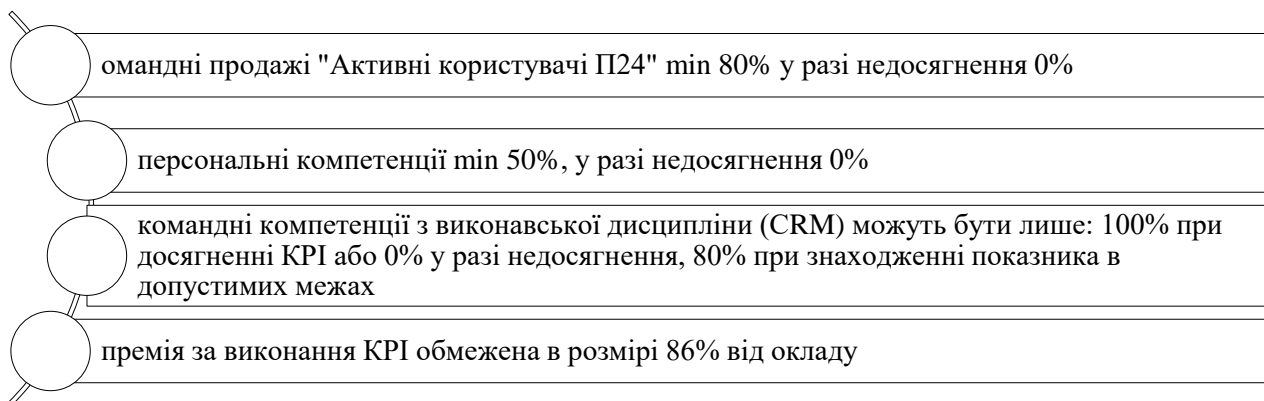 омандні продажі "Активні користувачі П24" min 80% у разі недосягнення 0%
персональні компетенції min 50%, у разі недосягнення 0%
командні компетенції з виконавської дисципліни (CRM) можуть бути лише: 100% при
досягненні КРІ або 0% у разі недосягнення, 80% при знаходженні показника в
допустимих межах
премія за виконання КРІ обмежена в розмірі 86% від окладу